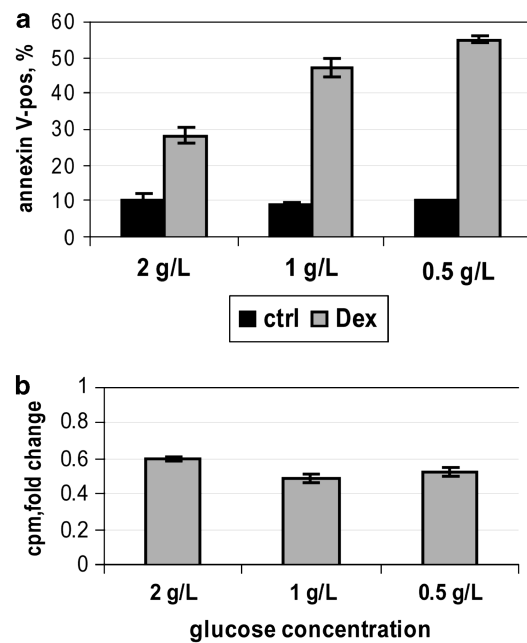 a
annexin V-pos, %
60
50
40
30
20
10
0
2 g/L 1 g/L 0.5 g/L
ctrl Dex
b
cpm,fold change
1
0.8
0.6
0.4
0.2
0
2 g/L 1 g/L 0.5 g/L
glucose concentration